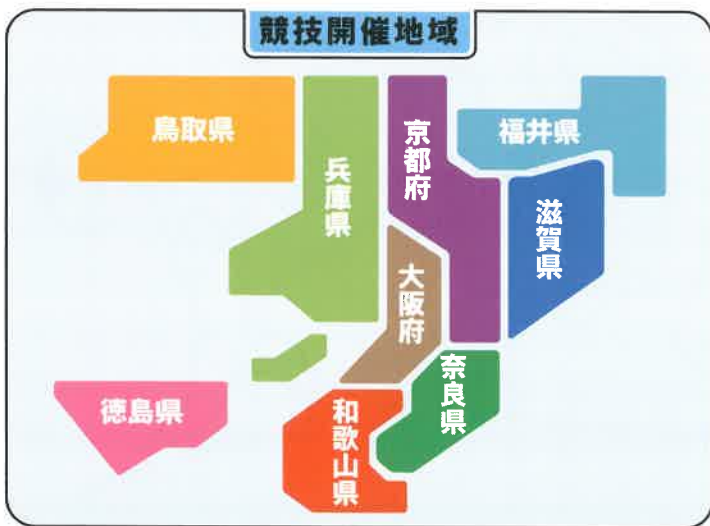 競技開催地域
鳥取県
兵庫県
京都府
福井県
滋賀県
大阪府
奈良県
和歌山県
徳島県